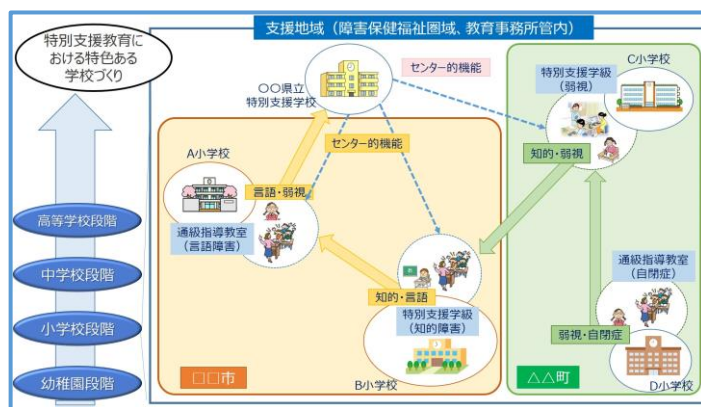 特別支援教育に
おける特色ある
学校づくり
高等学校段階
中学校段階
小学校段階
幼稚園段階
支援地域（障害保健福祉圏域、教育事務所管内）
〇〇県立
特別支援学校
センター的機能
特別支援学級
（弱視）
C小学校
センター的機能
A小学校
言語・弱視
知的・弱視
通級指導教室
（言語障害）
通級指導教室
（自閉症）
知的・言語
特別支援学級
（知的障害）
弱視・自閉症
□□市
B小学校
△△町
D小学校